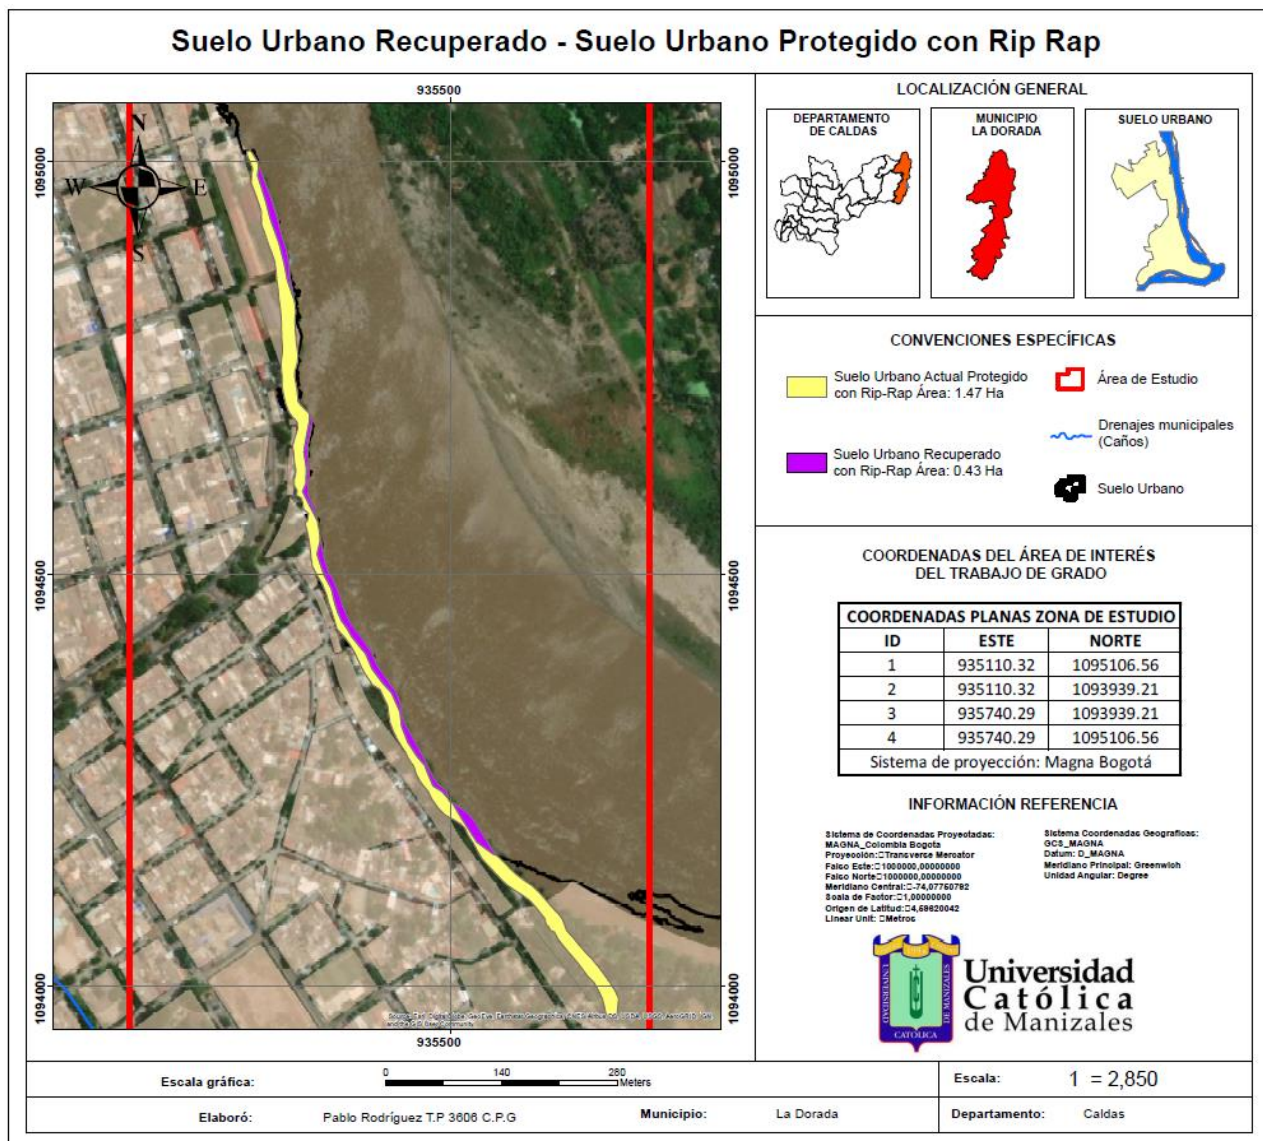 Suelo Urbano Recuperado - Suelo Urbano Protegido con Rip Rap
935500
1095000
1095000
N
W
E
S
1094500
1094500
1094000
1094000
935500
LOCALIZACIÓN GENERAL
DEPARTAMENTO
DE CALDAS
MUNICIPIO
LA DORADA
SUELO URBANO
CONVENCIONES ESPECÍFICAS
Suelo Urbano Actual Protegido
con Rip-Rap Área: 1.47 Ha
Área de Estudio
Drenajes municipales
(Caños)
Suelo Urbano Recuperado
con Rip-Rap Área: 0.43 Ha
Suelo Urbano
COORDENADAS DEL ÁREA DE INTERÉS
DEL TRABAJO DE GRADO
COORDENADAS PLANAS ZONA DE ESTUDIO
ID ESTE NORTE
1 935110.32 1095106.56
2 935110.32 1093939.21
3 935740.29 1093939.21
4 935740.29 1095106.56
Sistema de proyección: Magna Bogotá
INFORMACIÓN REFERENCIA
Sistema de Coordenadas Proyectadas:
MAGNA_Colombia Bogota
Proyección:□Transverse Mercator
Falso Este:□1000000,00000000
Falso Norte□1000000,00000000
Meridiano Central:□-74,07750792
Scala de Factor:□1,00000000
Origen de Latitud:□4,59620042
Linear Unit: □Metros
Sistema Coordenadas Geograficas:
GCS_MAGNA
Datum: D_MAGNA
Meridiano Principal: Greenwich
Unidad Angular: Degree
UNIVERSIDAD
CATÓLICA
DE MANIZALES
Universidad
Católica
de Manizales
Escala gráfica:
0 140 280
Meters
Escala: 1 = 2,850
Elaboró: Pablo Rodríguez T.P 3606 C.P.G
Municipio: La Dorada
Departamento: Caldas